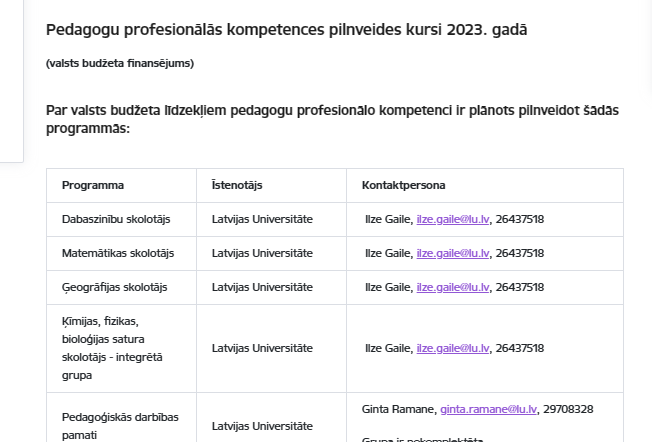 Pedagogu profesionālās kompetences pilnveides kursi 2023. gadā
(valsts budžeta finansējums)
Par valsts budžeta līdzekļiem pedagogu profesionālo kompetenci ir plānots pilnveidot šādās
programmās:
Programma Īstenotājs Kontaktpersona
Dabaszinību skolotājs Latvijas Universitāte Ilze Gaile, ilze.gaile@lu.lv, 26437518
Matemātikas skolotājs Latvijas Universitāte Ilze Gaile, ilze.gaile@lu.lv, 26437518
Ģeogrāfijas skolotājs Latvijas Universitāte Ilze Gaile, ilze.gaile@lu.lv, 26437518
Ķīmijas, fizikas,
bioloģijas satura
skolotājs - integrētā
grupa
Latvijas Universitāte Ilze Gaile, ilze.gaile@lu.lv, 26437518
Pedagoģiskās darbības
pamati
Latvijas Universitāte
Ginta Ramane, ginta.ramane@lu.lv, 29708328
Grupa ir nokomplektēta